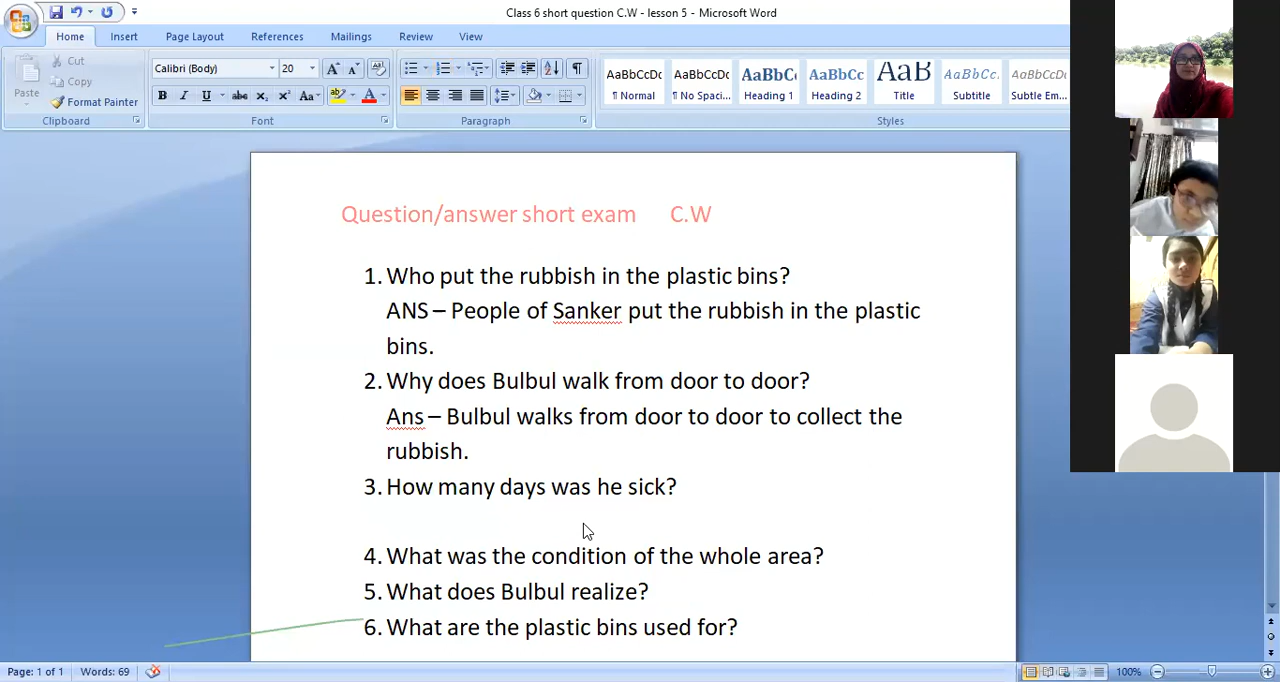 Class 6 short question C.W - lesson 5 - Microsoft Word
Home Insert Page Layout References Mailings Review View
Paste
Cut
Copy
Format Painter
Clipboard
Calibri (Body) 20
Font
Paragraph
AaBbCcDc AaBbCcDc AaBbC AaBbCc AaB AaBbCc. AaBbCcDc
¶ Normal ¶ No Spaci... Heading 1 Heading 2 Title Subtitle Subtle Em...
Styles
Question/answer short exam C.W
1. Who put the rubbish in the plastic bins?
ANS – People of Sanker put the rubbish in the plastic
bins.
2. Why does Bulbul walk from door to door?
Ans – Bulbul walks from door to door to collect the
rubbish.
3. How many days was he sick?
4. What was the condition of the whole area?
5. What does Bulbul realize?
6. What are the plastic bins used for?
Page: 1 of 1 Words: 69 100%